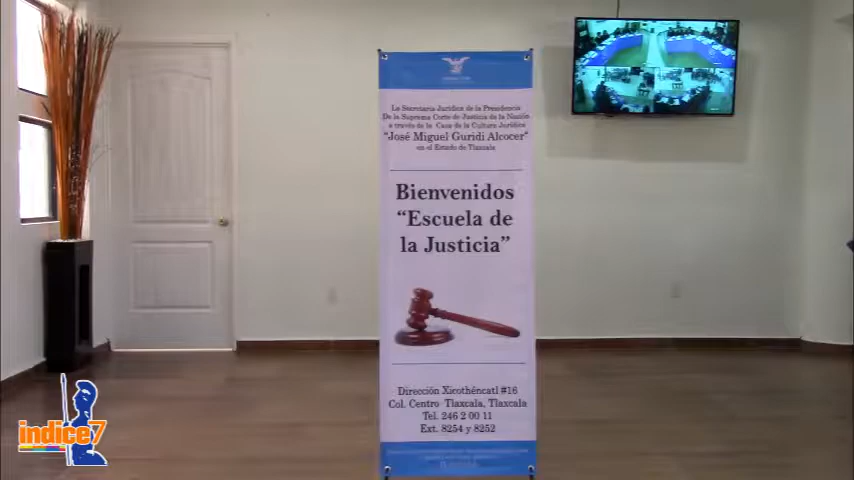 La Secretaría Jurídica de la Presidencia
de la Suprema Corte de Justicia de la Nación
a través de la Casa de la Cultura Jurídica
"José Miguel Guridi Alcocer"
en el Estado de Tlaxcala
Bienvenidos
"Escuela de
la Justicia"
Dirección Xicohténcatl #16
Col. Centro Tlaxcala, Tlaxcala
Tel. 246 2 00 11
Ext. 8254 y 8252
indice7